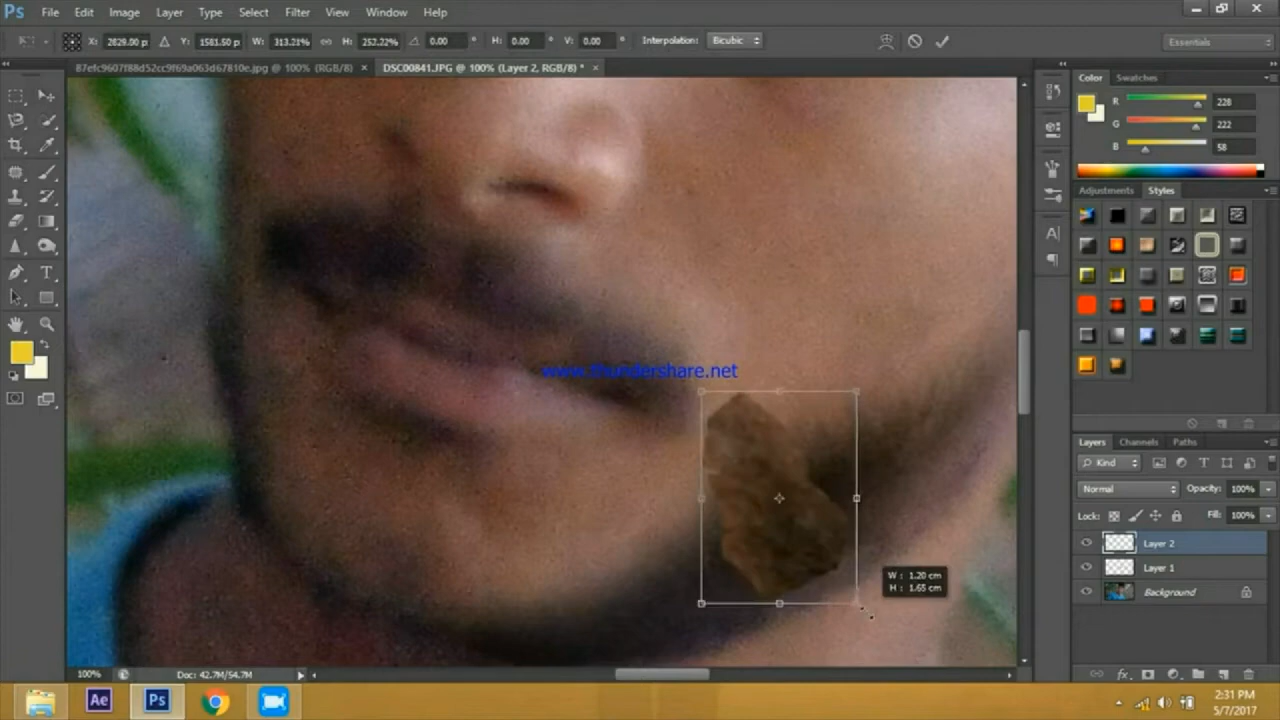 Ps File Edit Image Layer Type Select Filter View Window Help
X: 2829.00 p Y: 1581.50 p W: 313.21% H: 252.22% 0.00 ° H: 0.00 ° V: 0.00 ° Interpolation: Bicubic Essentials
87efc9607f88d52cc9f69a063d67810e.jpg @ 100% (RGB/8) × DSC00841.JPG @ 100% (Layer 2, RGB/8) * ×
Color Swatches
R 228
G 222
B 58
Adjustments Styles
www.thundershare.net
W : 1.20 cm
H : 1.65 cm
Layers Channels Paths
Kind
Normal Opacity: 100%
Lock: Fill: 100%
Layer 2
Layer 1
Background
100% Doc: 42.7M/54.7M
Ae Ps
2:31 PM
5/7/2017